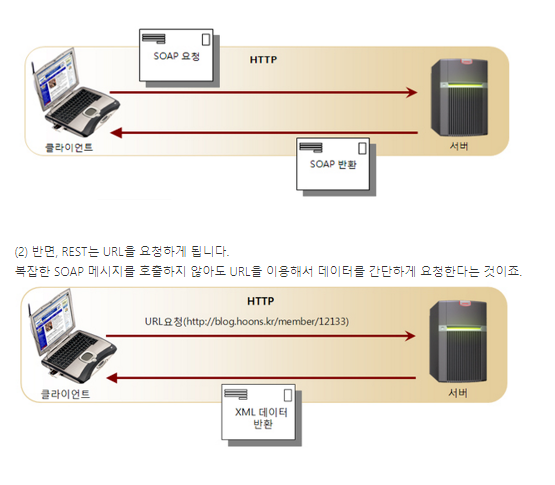 SOAP 요청
HTTP
클라이언트
서버
SOAP 반환
(2) 반면, REST는 URL을 요청하게 됩니다.
복잡한 SOAP 메시지를 호출하지 않아도 URL을 이용해서 데이터를 간단하게 요청한다는 것이죠.
HTTP
URL요청(http://blog.hoons.kr/member/12133)
클라이언트
서버
XML 데이터
반환